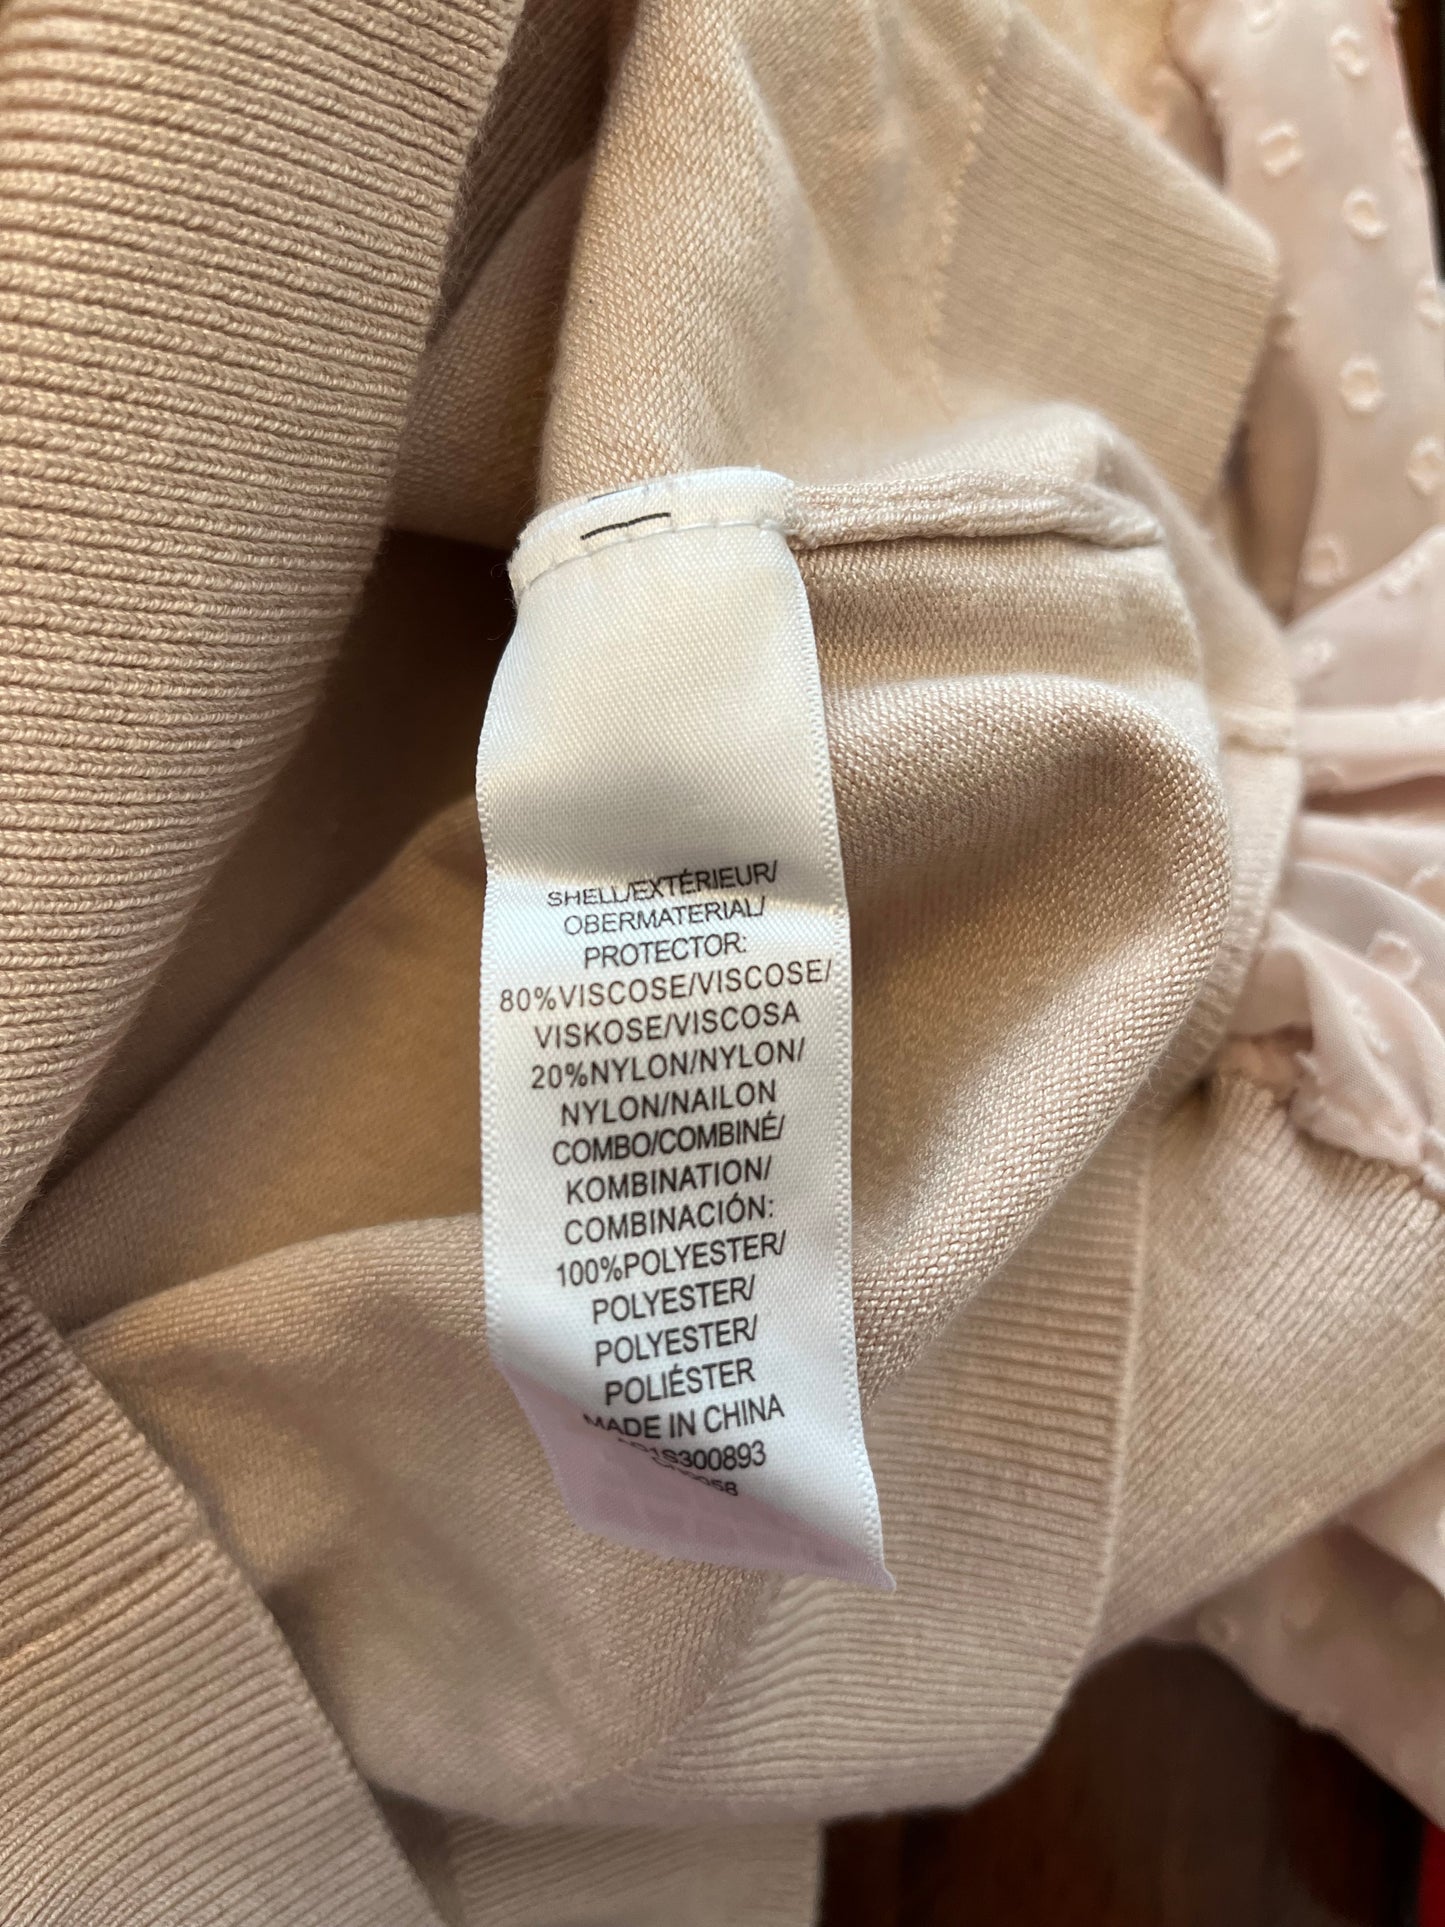 SHELL/EXTÉRIEUR/
OBERMATERIAL/
PROTECTOR:
80%VISCOSE/VISCOSE/
VISKOSE/VISCOSA
20%NYLON/NYLON/
NYLON/NAILON
COMBO/COMBINÉ/
KOMBINATION/
COMBINACIÓN:
100%POLYESTER/
POLYESTER/
POLYESTER/
POLIÉSTER
MADE IN CHINA